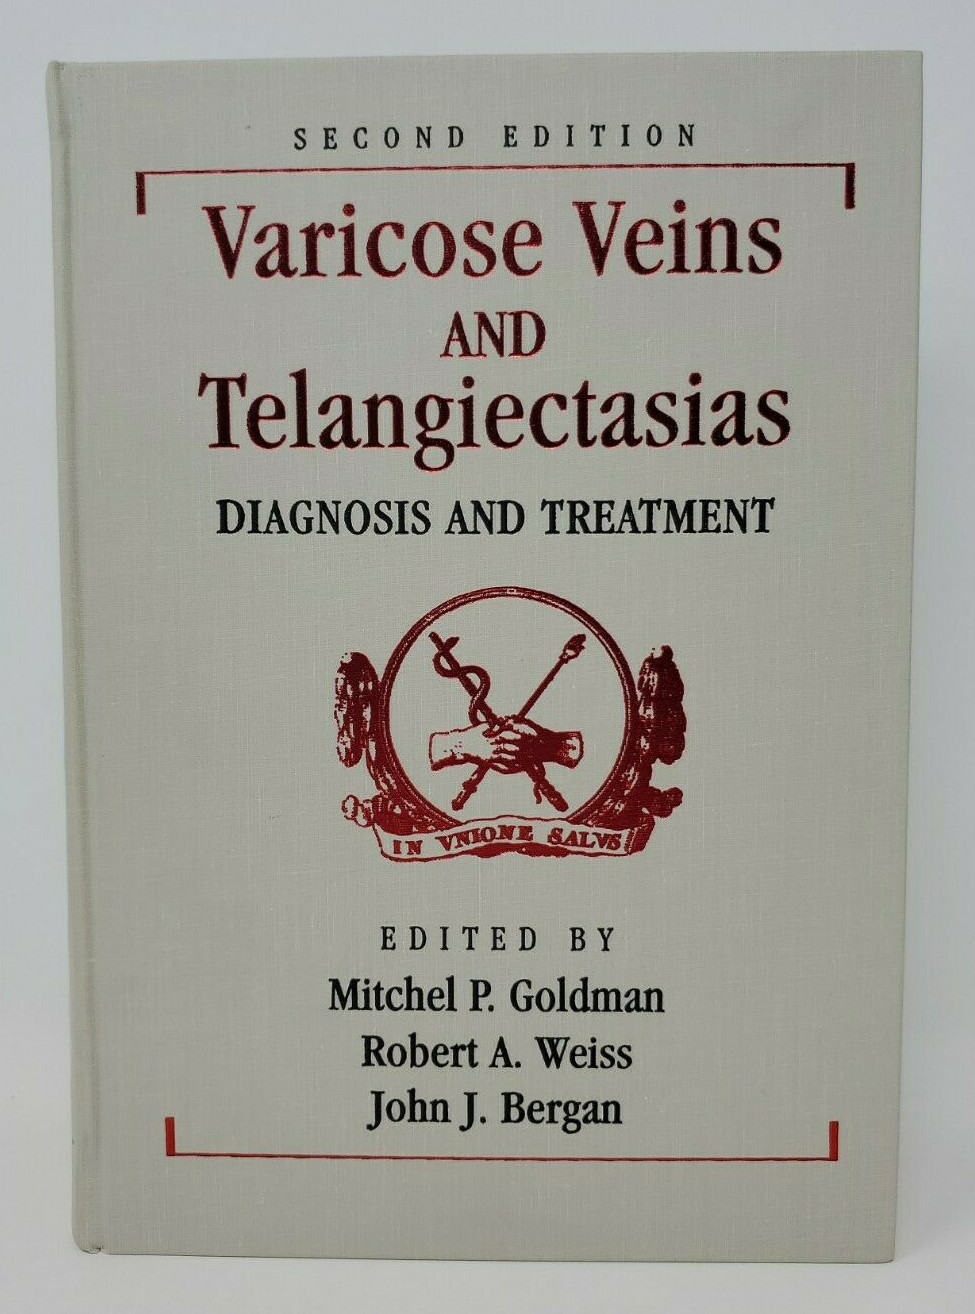 SECOND EDITION
Varicose Veins
AND
Telangiectasias
DIAGNOSIS AND TREATMENT
IN VNIONE SALVS
EDITED BY
Mitchel P. Goldman
Robert A. Weiss
John J. Bergan